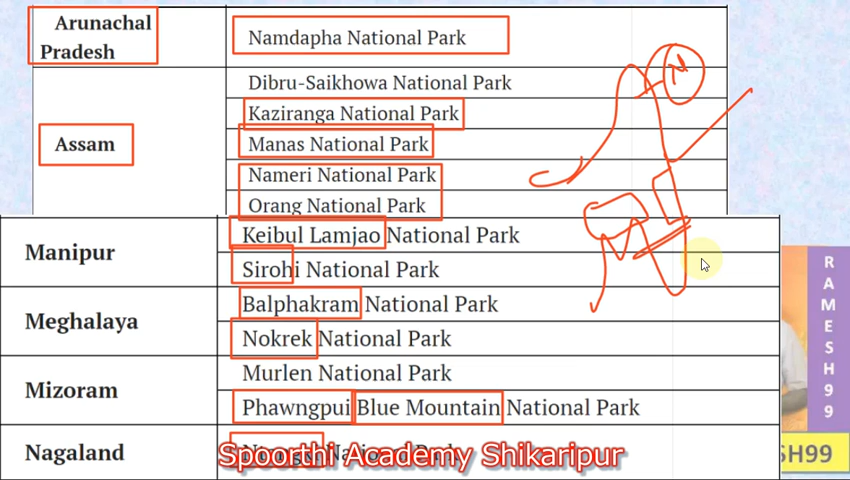 Arunachal
Pradesh
Namdapha National Park
Assam
Dibru-Saikhowa National Park
Kaziranga National Park
Manas National Park
Nameri National Park
Orang National Park
Manipur
Keibul Lamjao National Park
Sirohi National Park
Meghalaya
Balphakram National Park
Nokrek National Park
Mizoram
Murlen National Park
Phawngpui Blue Mountain National Park
Nagaland
National Park
Spoorthi Academy Shikaripur
N
RAMESH99
SH99